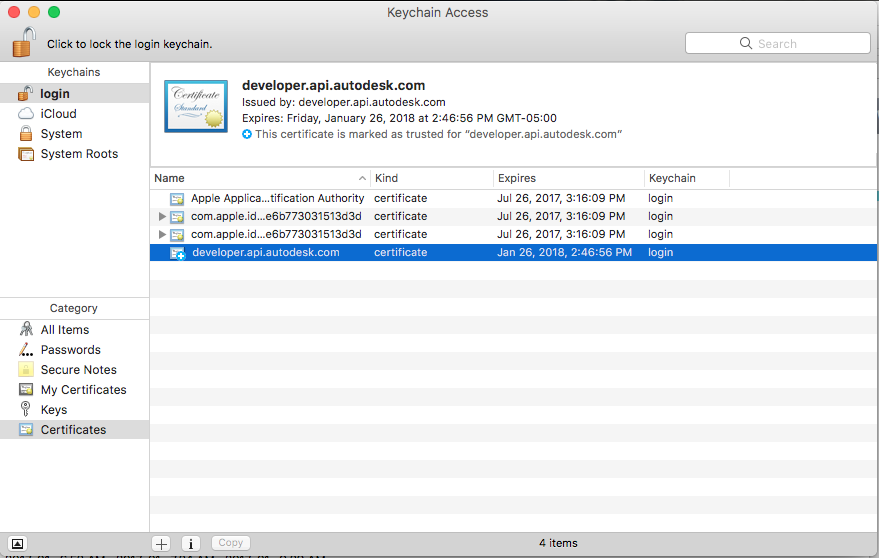 Keychain Access
Click to lock the login keychain.
Search
Keychains
login
iCloud
System
System Roots
Certificate
Standard
developer.api.autodesk.com
Issued by: developer.api.autodesk.com
Expires: Friday, January 26, 2018 at 2:46:56 PM GMT-05:00
This certificate is marked as trusted for “developer.api.autodesk.com”
Name Kind Expires Keychain
Apple Applica...tification Authority certificate Jul 26, 2017, 3:16:09 PM login
com.apple.id...e6b773031513d3d certificate Jul 26, 2017, 3:16:09 PM login
com.apple.id...e6b773031513d3d certificate Jul 26, 2017, 3:16:09 PM login
developer.api.autodesk.com certificate Jan 26, 2018, 2:46:56 PM login
Category
All Items
Passwords
Secure Notes
My Certificates
Keys
Certificates
Copy
4 items